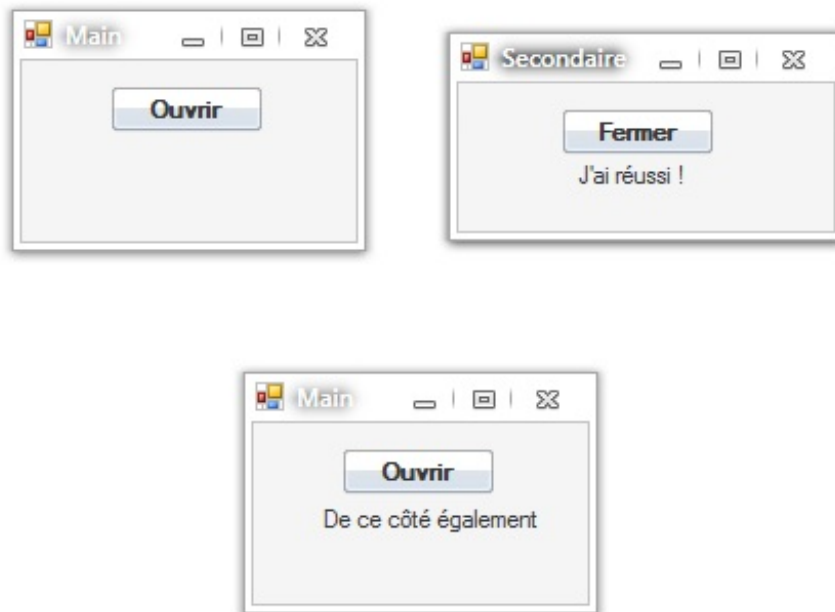 Main
Ouvrir
Secondaire
Fermer
J'ai réussi !
Main
Ouvrir
De ce côté également